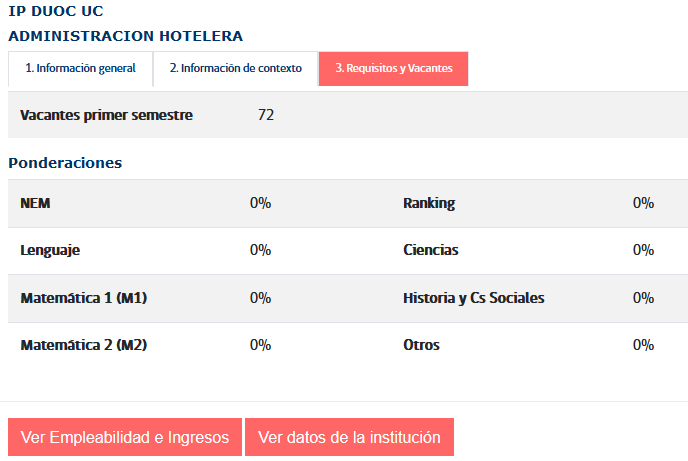 IP DUOC UC
ADMINISTRACION HOTELERA
1. Información general 2. Información de contexto 3. Requisitos y Vacantes
Vacantes primer semestre 72
Ponderaciones
NEM 0% Ranking 0%
Lenguaje 0% Ciencias 0%
Matemática 1 (M1) 0% Historia y Cs Sociales 0%
Matemática 2 (M2) 0% Otros 0%
Ver Empleabilidad e Ingresos Ver datos de la institución